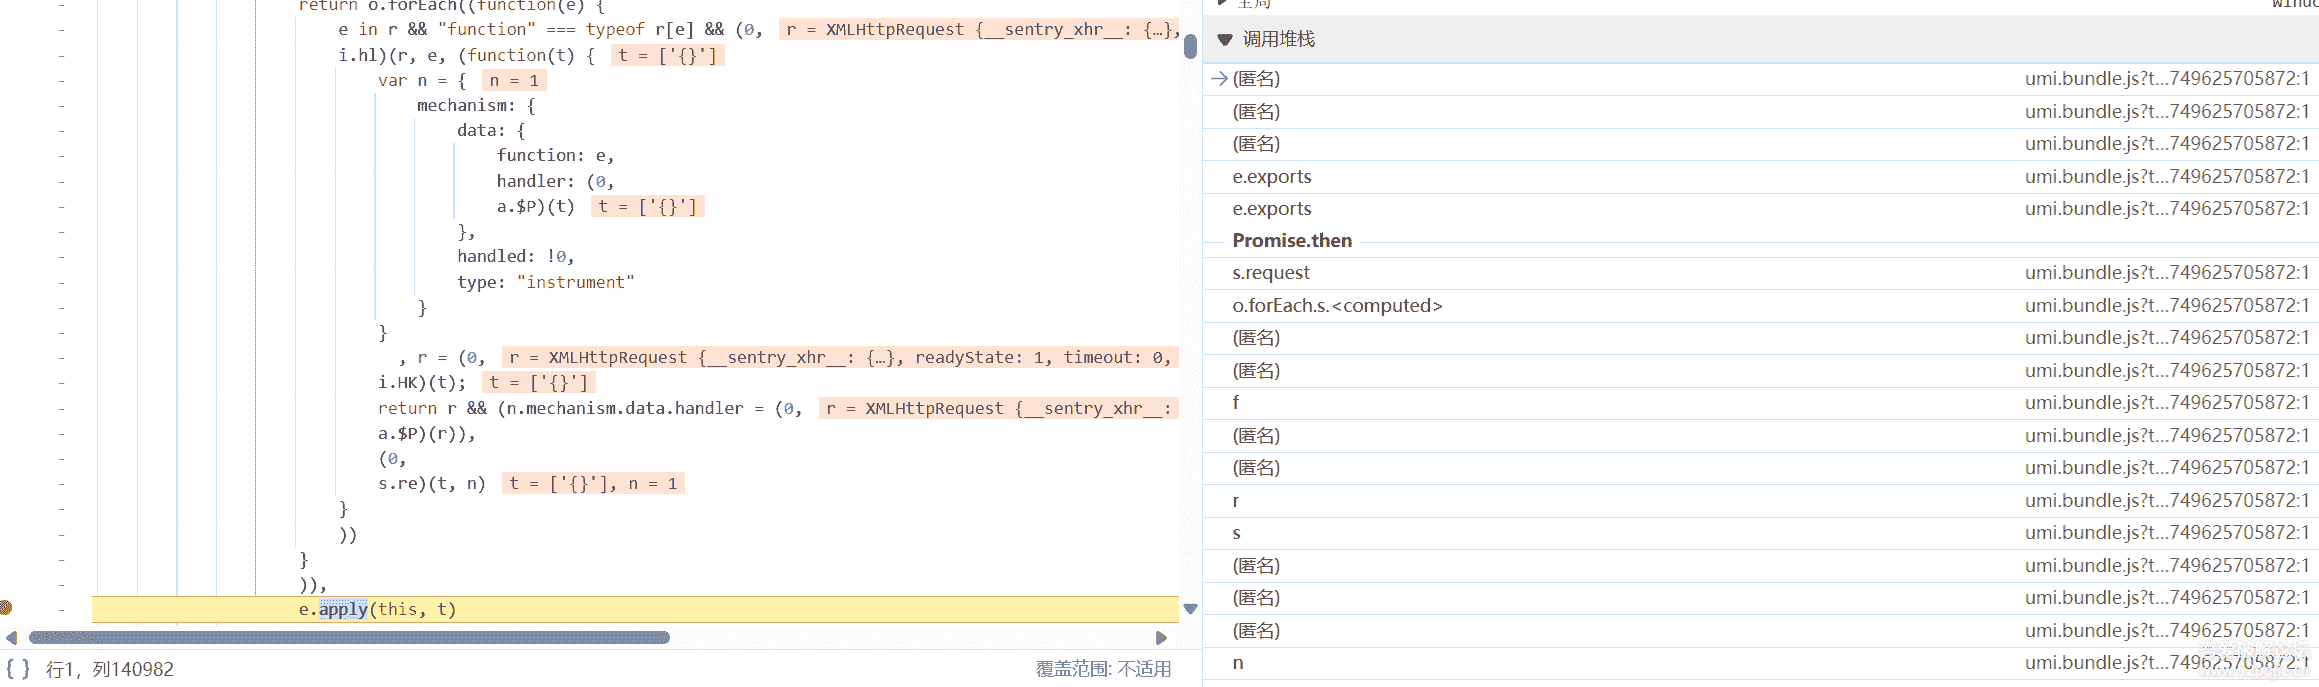 return o.forEach((function(e) {
e in r && "function" === typeof r[e] && (0, r = XMLHttpRequest {__sentry_xhr__: {…},
i.hl)(r, e, (function(t) { t = ['{}']
var n = { n = 1
mechanism: {
data: {
function: e,
handler: (0,
a.$P)(t) t = ['{}']
},
handled: !0,
type: "instrument"
}
}
, r = (0, r = XMLHttpRequest {__sentry_xhr__: {…}, readyState: 1, timeout: 0,
i.HK)(t); t = ['{}']
return r && (n.mechanism.data.handler = (0, r = XMLHttpRequest {__sentry_xhr__:
a.$P)(r)),
(0,
s.re)(t, n) t = ['{}'], n = 1
}
))
}
)),
e.apply(this, t)
{ } 行1，列140982 覆盖范围: 不适用
全局
调用堆栈
(匿名) umi.bundle.js?t…749625705872:1
(匿名) umi.bundle.js?t…749625705872:1
(匿名) umi.bundle.js?t…749625705872:1
e.exports umi.bundle.js?t…749625705872:1
e.exports umi.bundle.js?t…749625705872:1
Promise.then
s.request umi.bundle.js?t…749625705872:1
o.forEach.s.<computed> umi.bundle.js?t…749625705872:1
(匿名) umi.bundle.js?t…749625705872:1
(匿名) umi.bundle.js?t…749625705872:1
f umi.bundle.js?t…749625705872:1
(匿名) umi.bundle.js?t…749625705872:1
(匿名) umi.bundle.js?t…749625705872:1
r umi.bundle.js?t…749625705872:1
s umi.bundle.js?t…749625705872:1
(匿名) umi.bundle.js?t…749625705872:1
(匿名) umi.bundle.js?t…749625705872:1
(匿名) umi.bundle.js?t…749625705872:1
n umi.bundle.js?t…749625705872:1